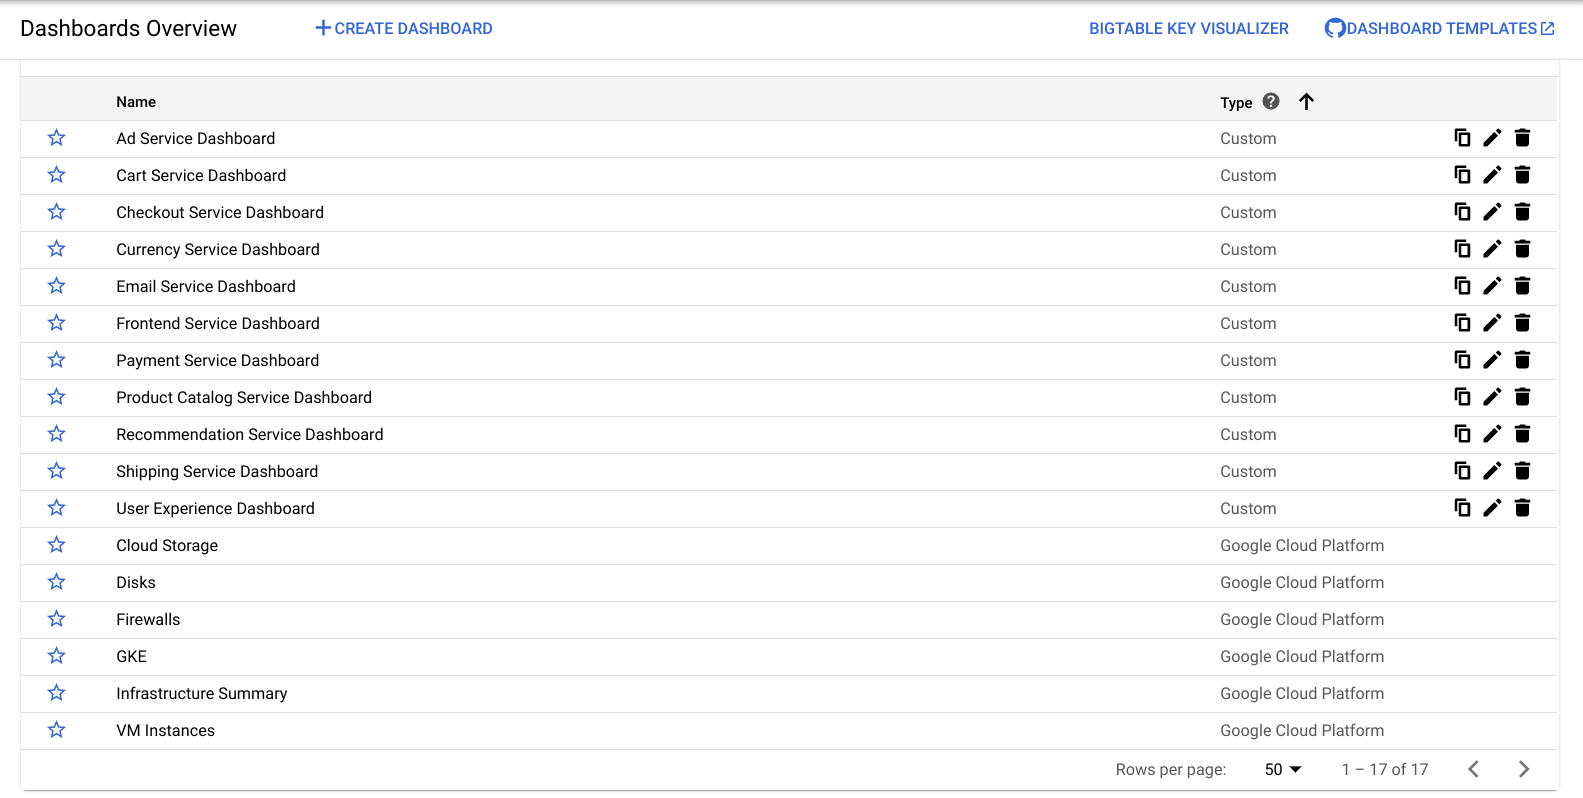 Dashboards Overview CREATE DASHBOARD BIGTABLE KEY VISUALIZER DASHBOARD TEMPLATES
Name Type ?
Ad Service Dashboard Custom
Cart Service Dashboard Custom
Checkout Service Dashboard Custom
Currency Service Dashboard Custom
Email Service Dashboard Custom
Frontend Service Dashboard Custom
Payment Service Dashboard Custom
Product Catalog Service Dashboard Custom
Recommendation Service Dashboard Custom
Shipping Service Dashboard Custom
User Experience Dashboard Custom
Cloud Storage Google Cloud Platform
Disks Google Cloud Platform
Firewalls Google Cloud Platform
GKE Google Cloud Platform
Infrastructure Summary Google Cloud Platform
VM Instances Google Cloud Platform
Rows per page: 50 1 – 17 of 17